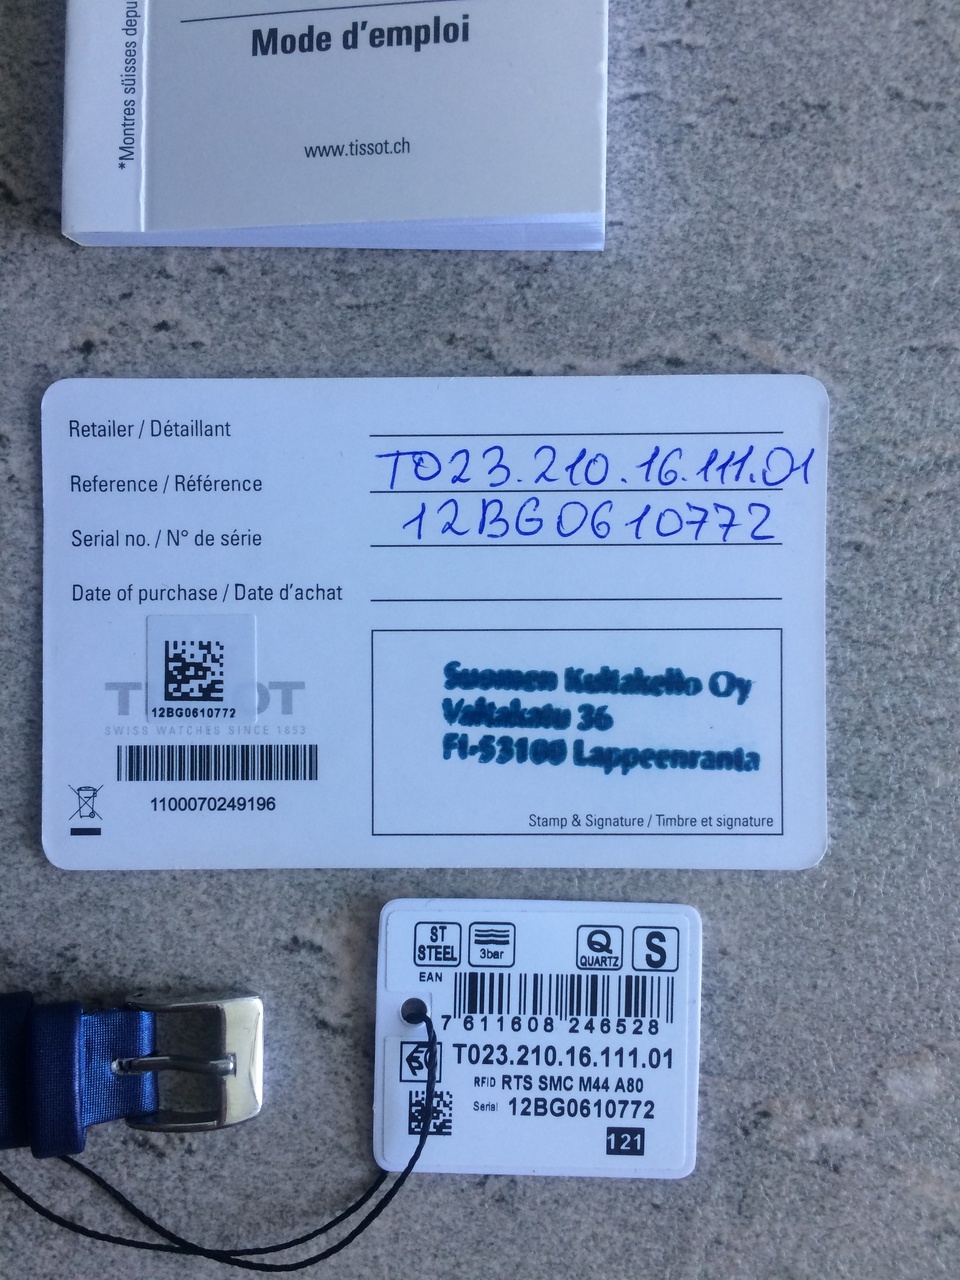 *Montres süisses depu
Mode d'emploi
www.tissot.ch
Retailer / Détaillant
Reference / Référence T023.210.16.111.01
Serial no. / N° de série 12BG0610772
Date of purchase / Date d'achat
12BG0610772
SWISS WATCHES SINCE 1853
1100070249196
Suomen Kultakello Oy
Valtakatu 36
FI-53100 Lappeenranta
Stamp & Signature / Timbre et signature
ST STEEL
3bar
Q QUARTZ
S
EAN
7 611608 246528
T023.210.16.111.01
RFID RTS SMC M44 A80
Serial 12BG0610772
121